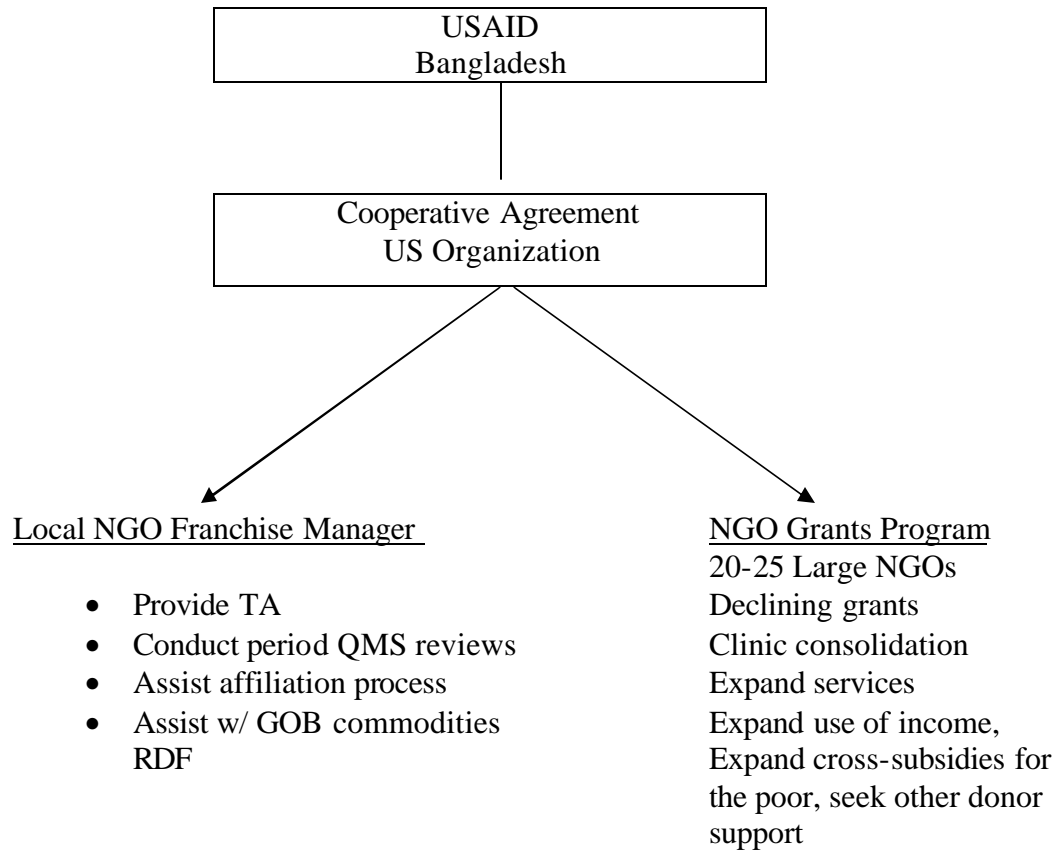 USAID
Bangladesh
Cooperative Agreement
US Organization
Local NGO Franchise Manager
• Provide TA
• Conduct period QMS reviews
• Assist affiliation process
• Assist w/ GOB commodities
RDF
NGO Grants Program
20-25 Large NGOs
Declining grants
Clinic consolidation
Expand services
Expand use of income,
Expand cross-subsidies for
the poor, seek other donor
support